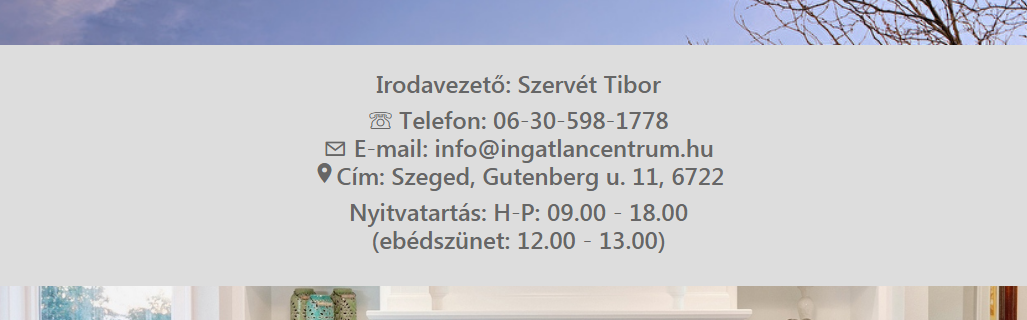 Irodavezető: Szervét Tibor
☏ Telefon: 06-30-598-1778
✉ E-mail: info@ingatlancentrum.hu
Cím: Szeged, Gutenberg u. 11, 6722
Nyitvatartás: H-P: 09.00 - 18.00
(ebédszünet: 12.00 - 13.00)